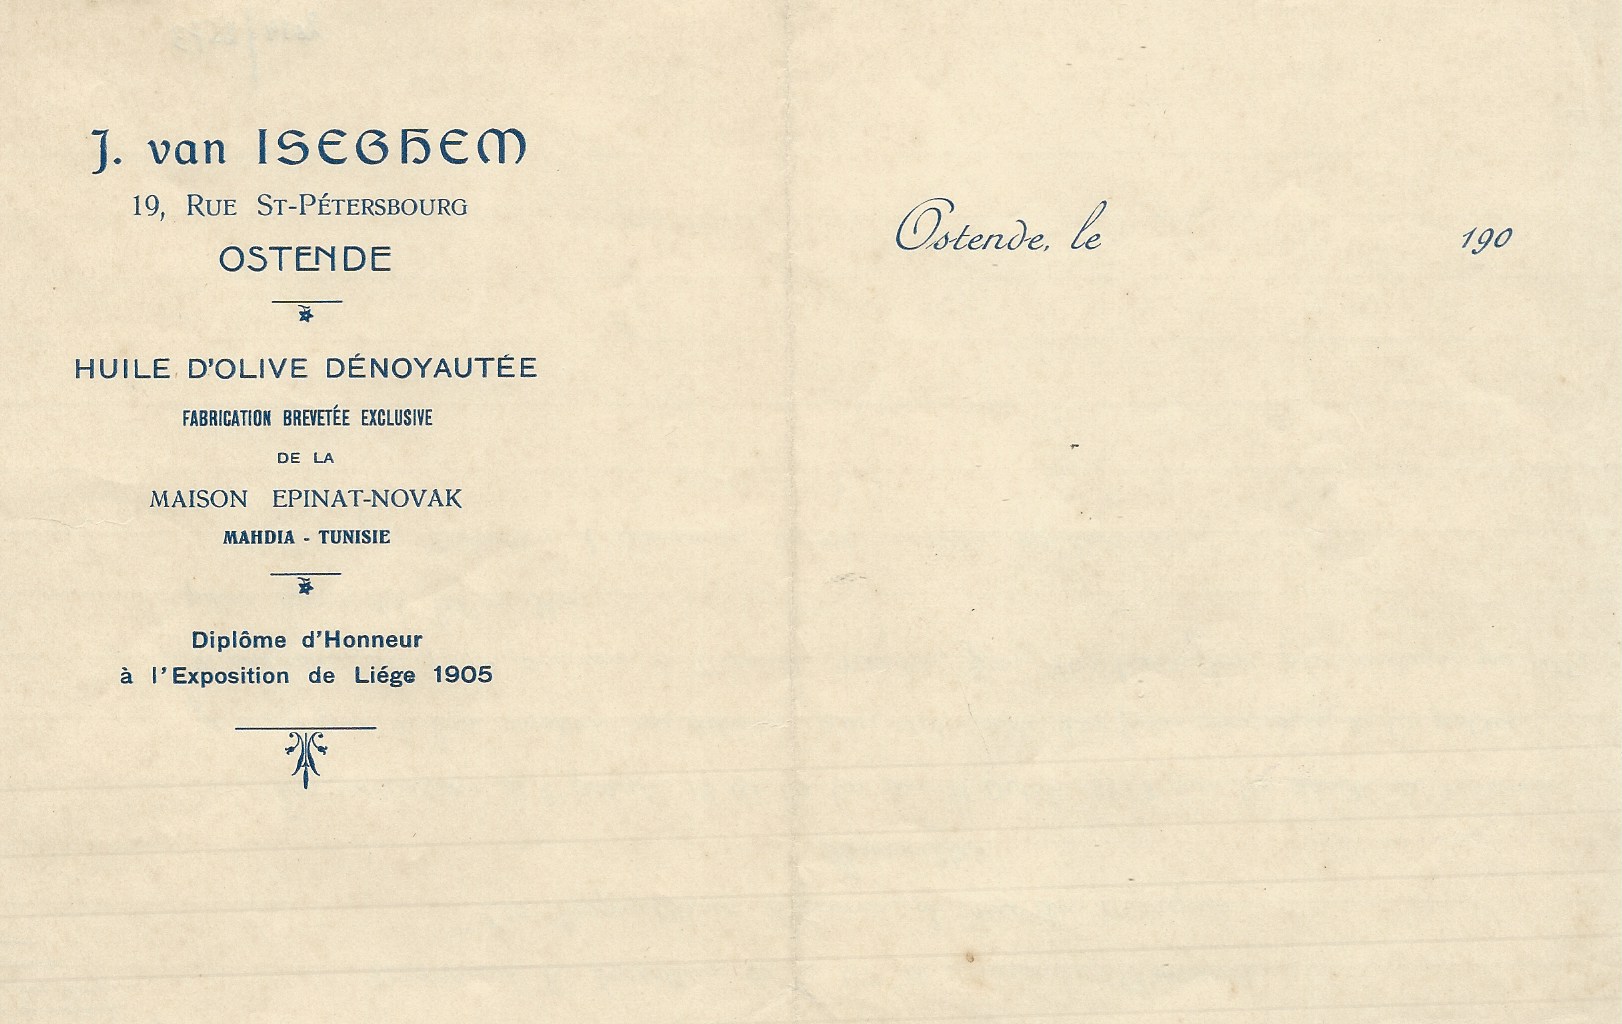 J. van ISEGHEM
19, RUE ST-PÉTERSBOURG
OSTENDE
Ostende, le 190
HUILE D'OLIVE DÉNOYAUTÉE
FABRICATION BREVETÉE EXCLUSIVE
DE LA
MAISON EPINAT-NOVAK
MAHDIA - TUNISIE
Diplôme d'Honneur
à l'Exposition de Liége 1905